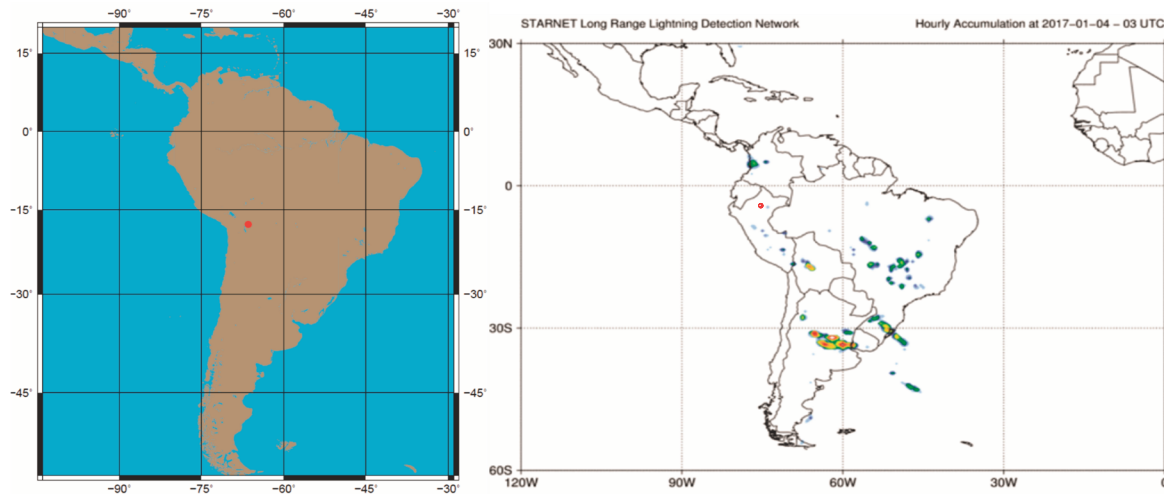 −90° −75° −60° −45° −30°
15° 15°
0° 0°
−15° −15°
−30° −30°
−45° −45°
−90° −75° −60° −45° −30°
STARNET Long Range Lightning Detection Network Hourly Accumulation at 2017−01−04 − 03 UTC
30N
0
30S
60S
120W 90W 60W 30W 0